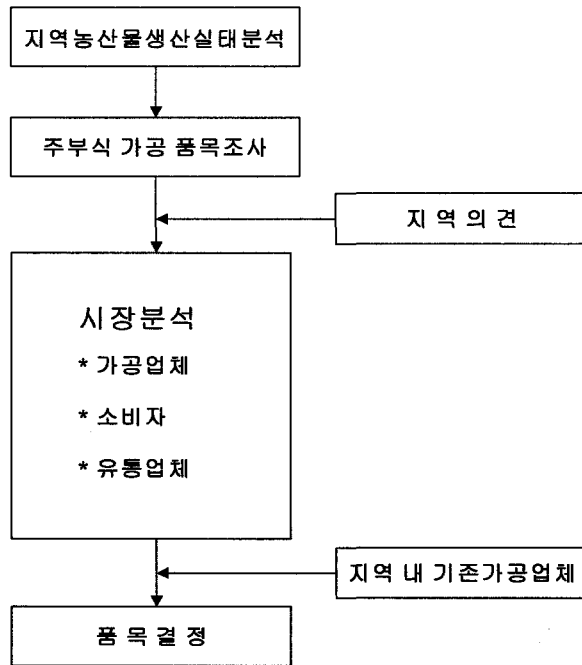 지역농산물생산실태분석
주부식 가공 품목조사
지 역 의 견
시장분석
* 가공업체
* 소비자
* 유통업체
지역 내 기존가공업체
품 목 결 정